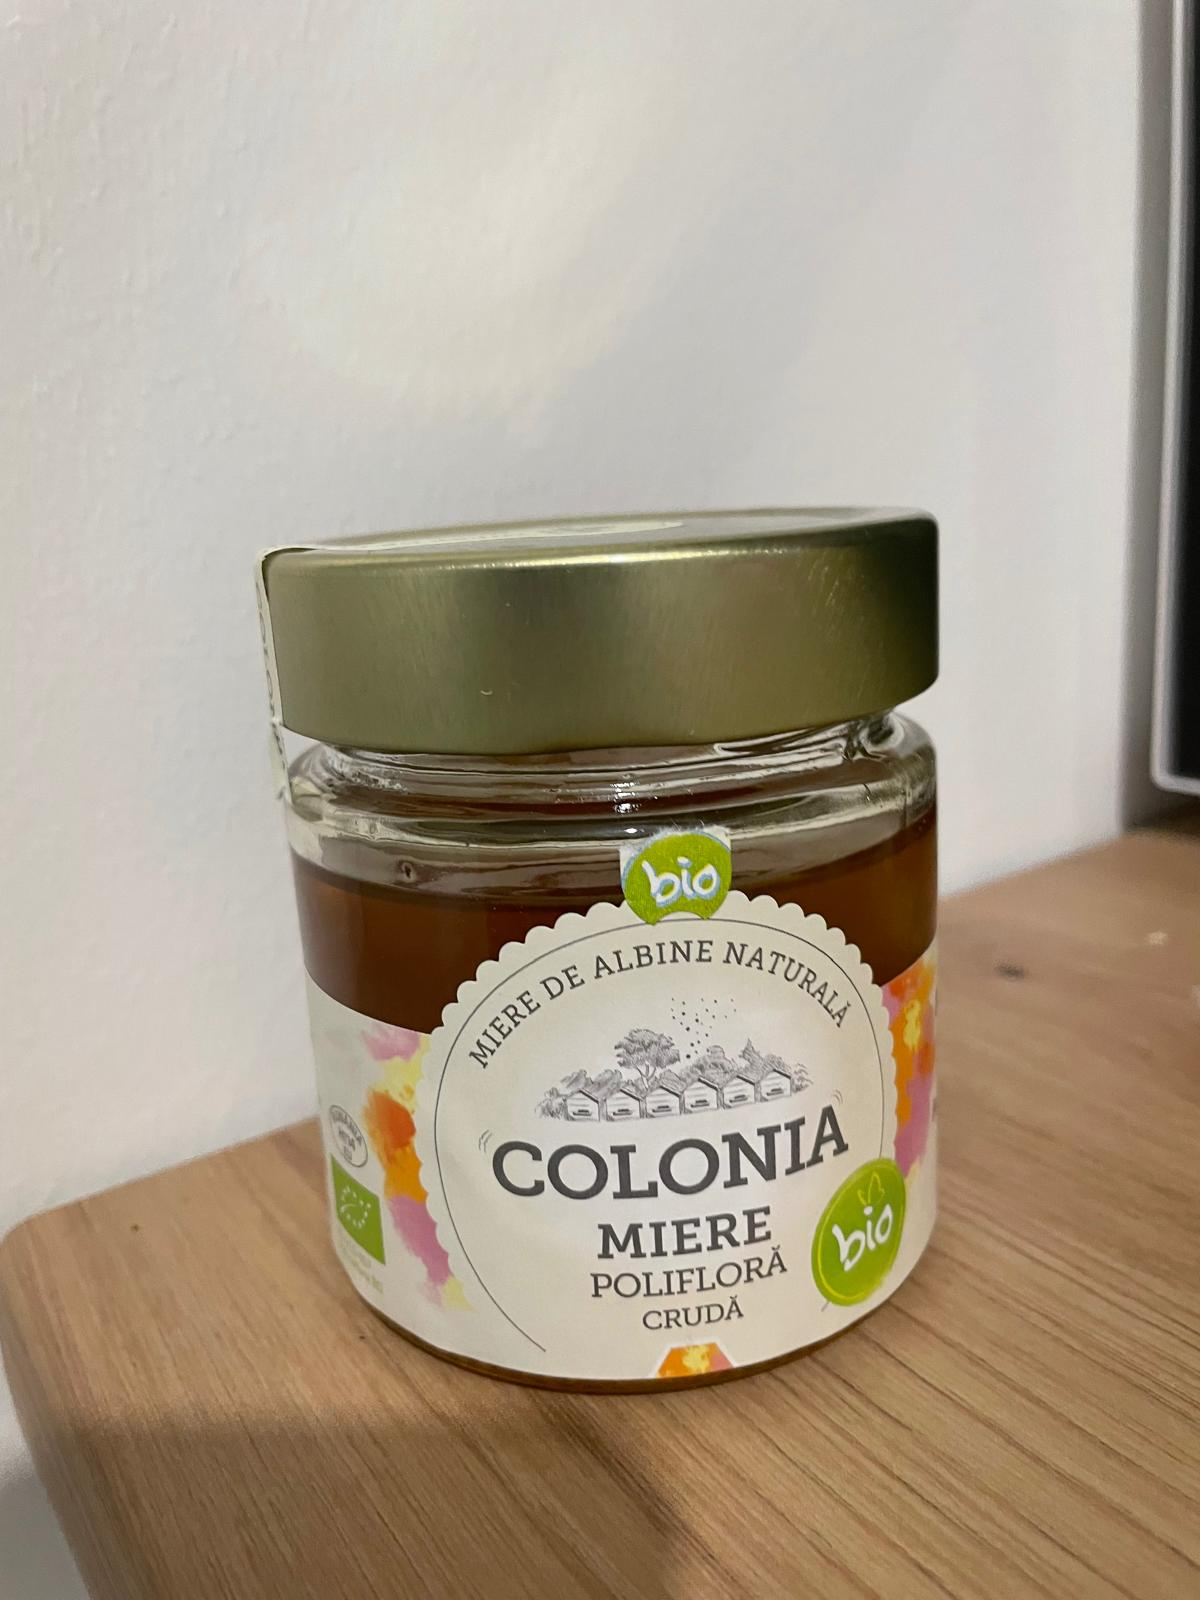 bio
MIERE DE ALBINE NATURALĂ
COLONIA
MIERE
POLIFLORĂ
CRUDĂ
bio